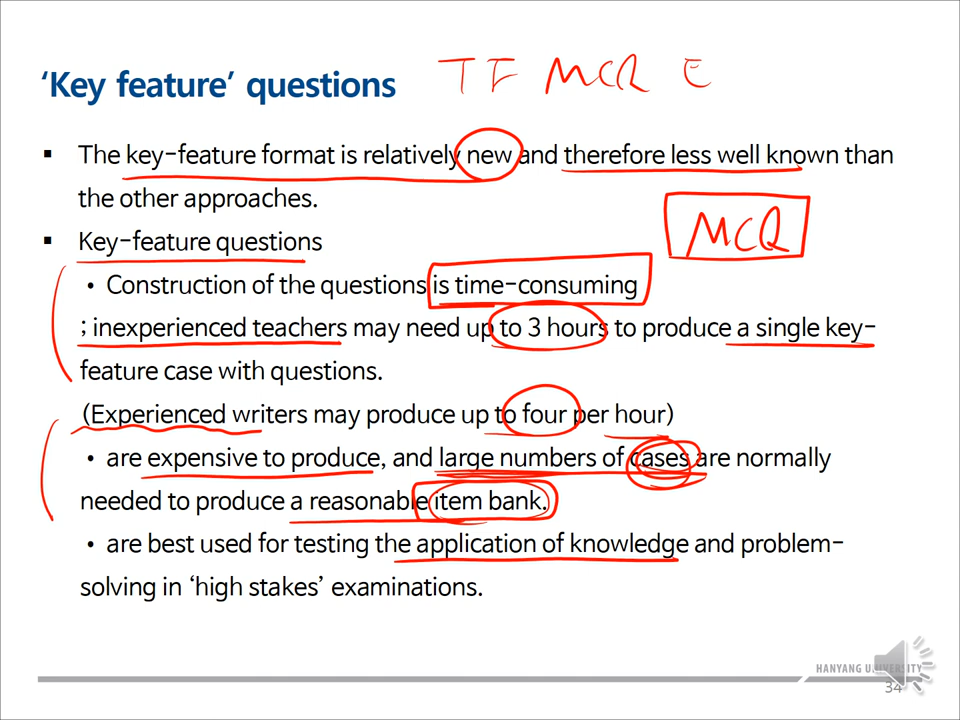 ‘Key feature’ questions TF MCQ E
▪ The key-feature format is relatively new and therefore less well known than
the other approaches.
MCQ
▪ Key-feature questions
• Construction of the questions is time-consuming
; inexperienced teachers may need up to 3 hours to produce a single key-
feature case with questions.
(Experienced writers may produce up to four per hour)
• are expensive to produce, and large numbers of cases are normally
needed to produce a reasonable item bank.
• are best used for testing the application of knowledge and problem-
solving in ‘high stakes’ examinations.
HANYANG UNIVERSITY
34